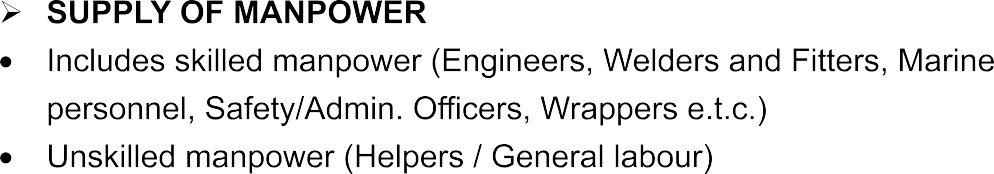 ➢ SUPPLY OF MANPOWER
• Includes skilled manpower (Engineers, Welders and Fitters, Marine
personnel, Safety/Admin. Officers, Wrappers e.t.c.)
• Unskilled manpower (Helpers / General labour)